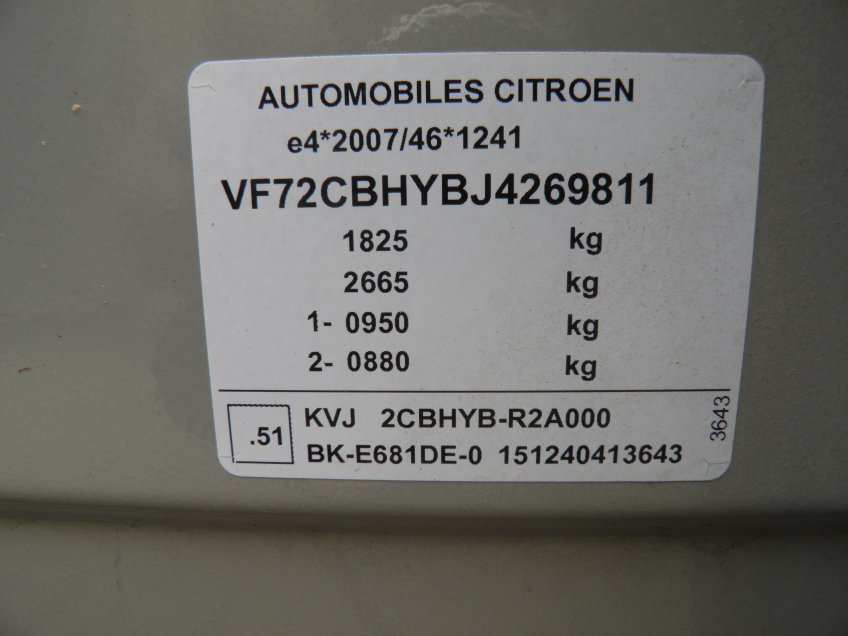 AUTOMOBILES CITROEN
e4*2007/46*1241
VF72CBHYBJ4269811
1825 kg
2665 kg
1- 0950 kg
2- 0880 kg
.51
KVJ 2CBHYB-R2A000
BK-E681DE-0 151240413643
3643